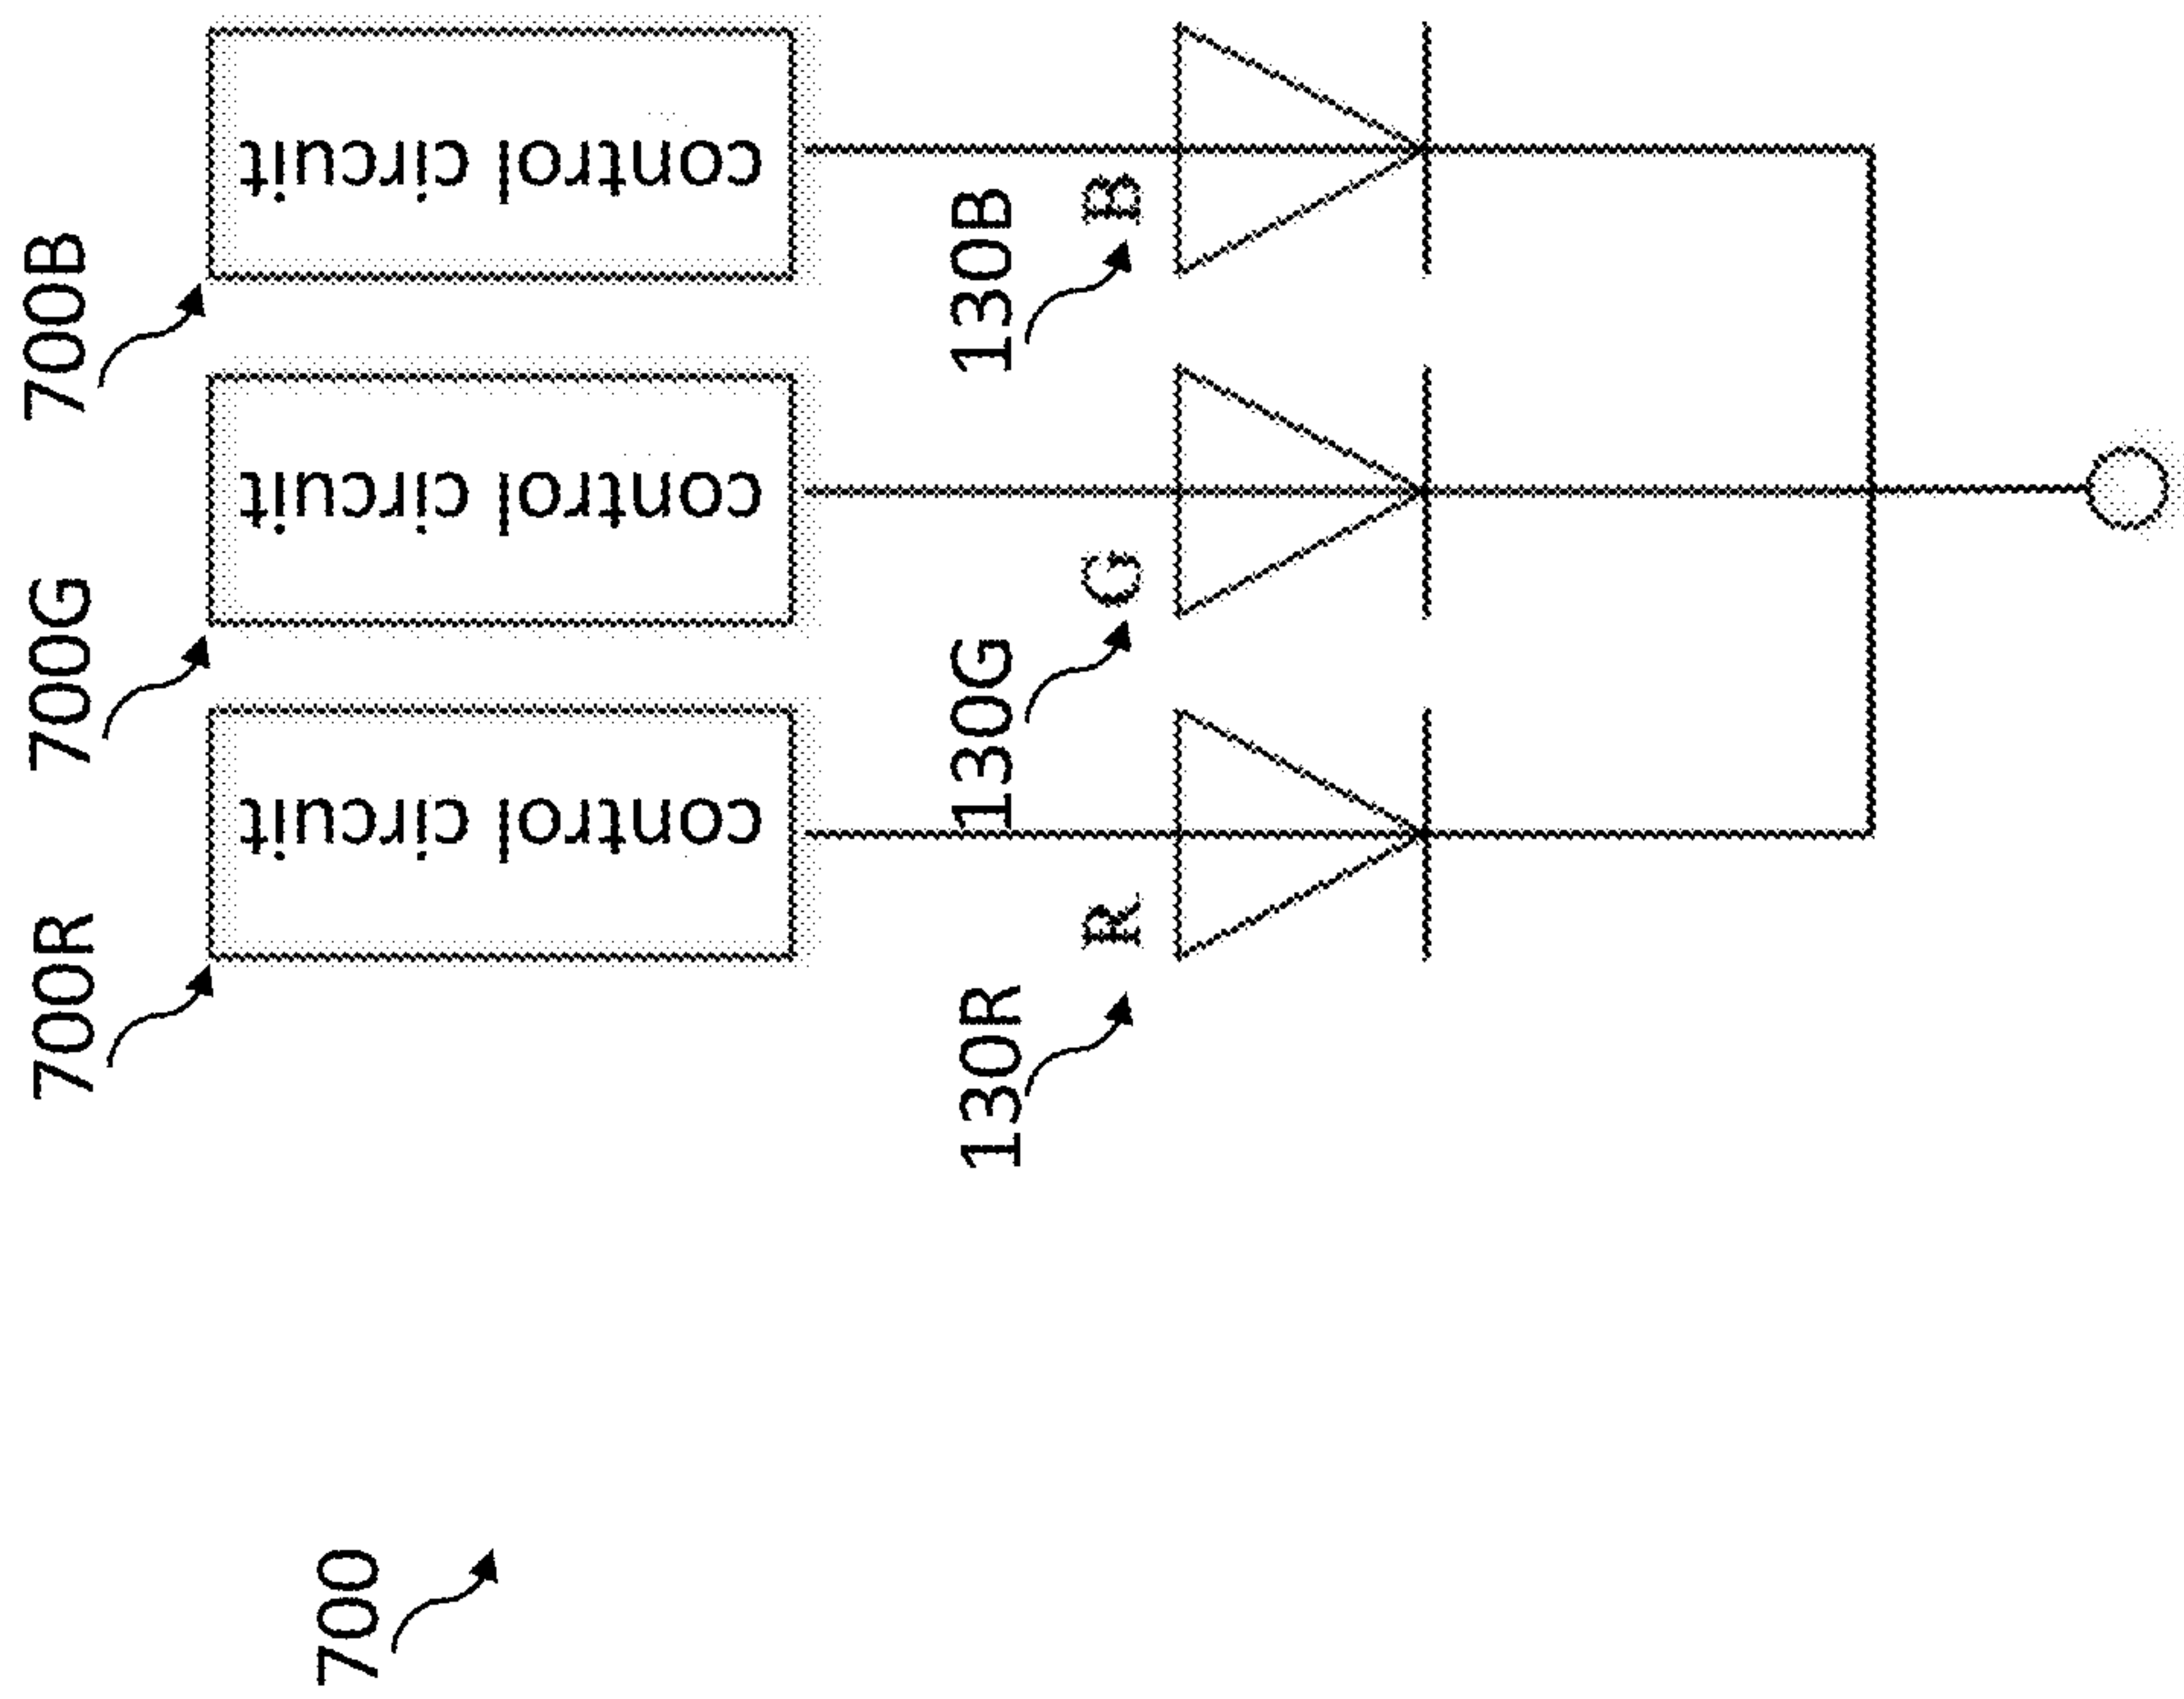 700
700R
700G
700B
control circuit
control circuit
control circuit
130R
130G
130B
R
G
B